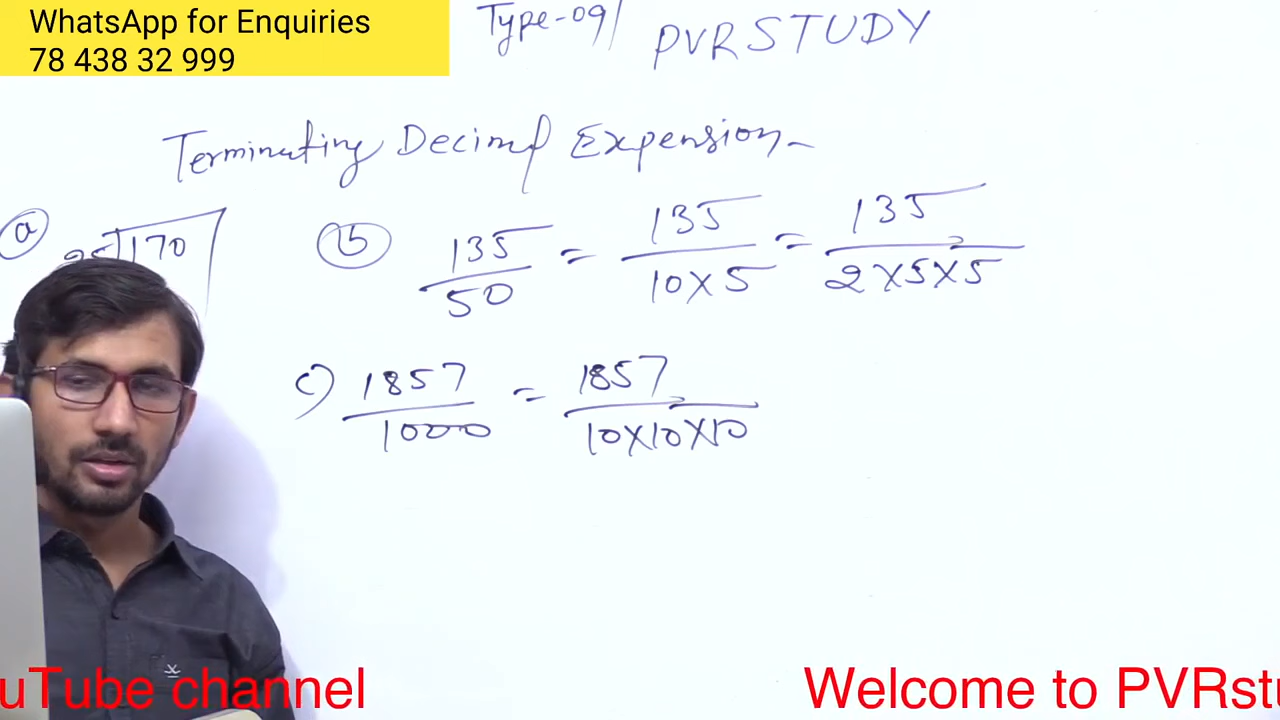 WhatsApp for Enquiries
78 438 32 999
Type-09/ PVRSTUDY
Terminating Decimal Expension-
a 170
b 135/50 = 135/10×5 = 135/2×5×5
c) 1857/1000 = 1857/10×10×10
uTube channel
Welcome to PVRstu